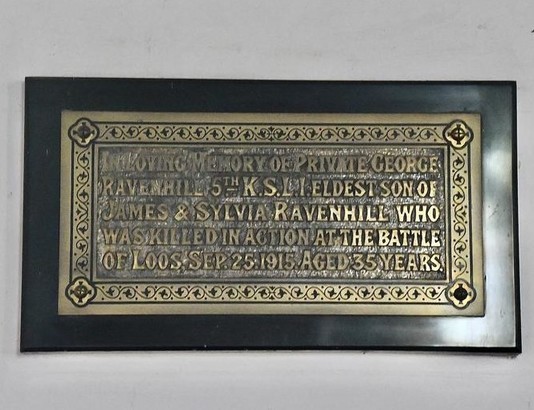 IN LOVING MEMORY OF PRIVATE GEORGE
RAVENHILL, 5TH K.S.L.I ELDEST SON OF
JAMES & SYLVIA RAVENHILL WHO
WAS KILLED IN ACTION AT THE BATTLE
OF LOOS, SEP. 25. 1915. AGED 35 YEARS.